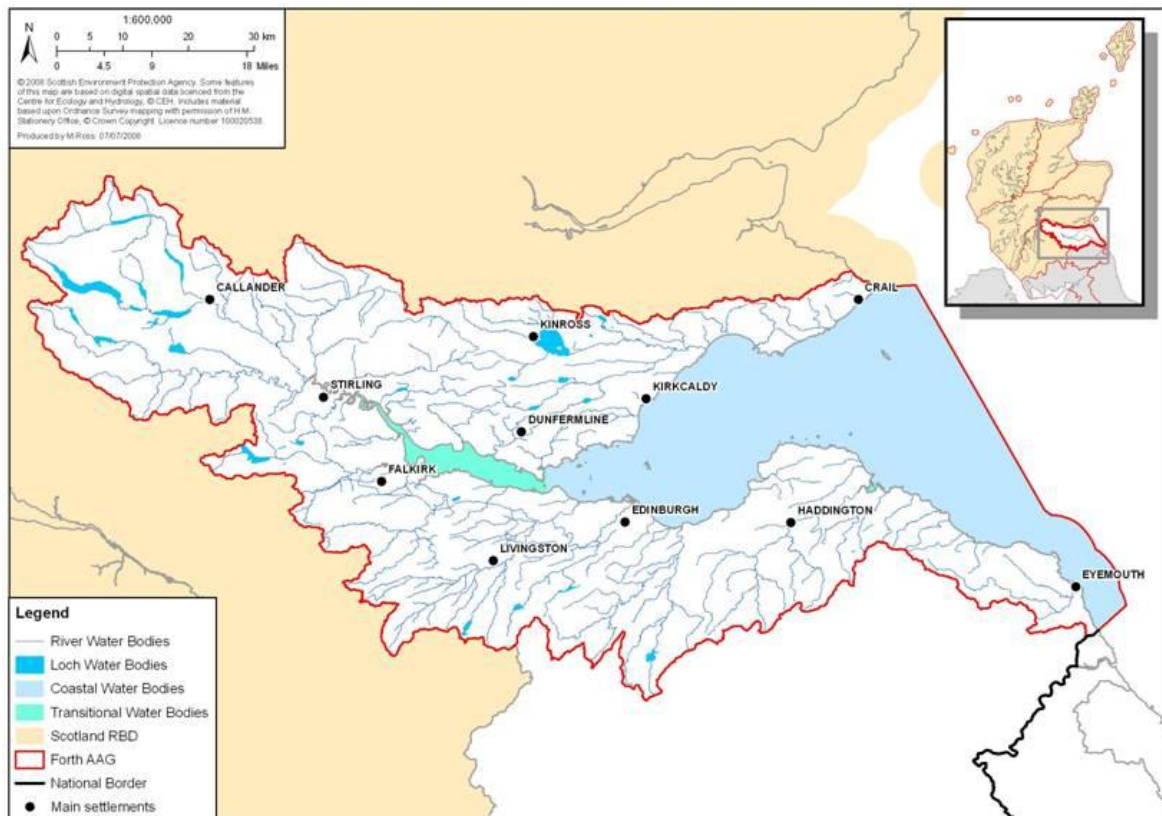 N
1:600,000
0 5 10 20 30 km
0 4.5 9 18 Miles
©2008 Scottish Environment Protection Agency. Some features
of this map are based on digital spatial data licenced from the
Centre for Ecology and Hydrology, © CEH. Includes material
based upon Ordnance Survey mapping with permission of H.M.
Stationery Office, © Crown Copyright. Licence number 100020538.
Produced by M Ross: 07/07/2008
CALLANDER
CRAIL
KINROSS
STIRLING
KIRKCALDY
DUNFERMLINE
FALKIRK
EDINBURGH
HADDINGTON
LIVINGSTON
EYEMOUTH
Legend
River Water Bodies
Loch Water Bodies
Coastal Water Bodies
Transitional Water Bodies
Scotland RBD
Forth AAG
National Border
Main settlements